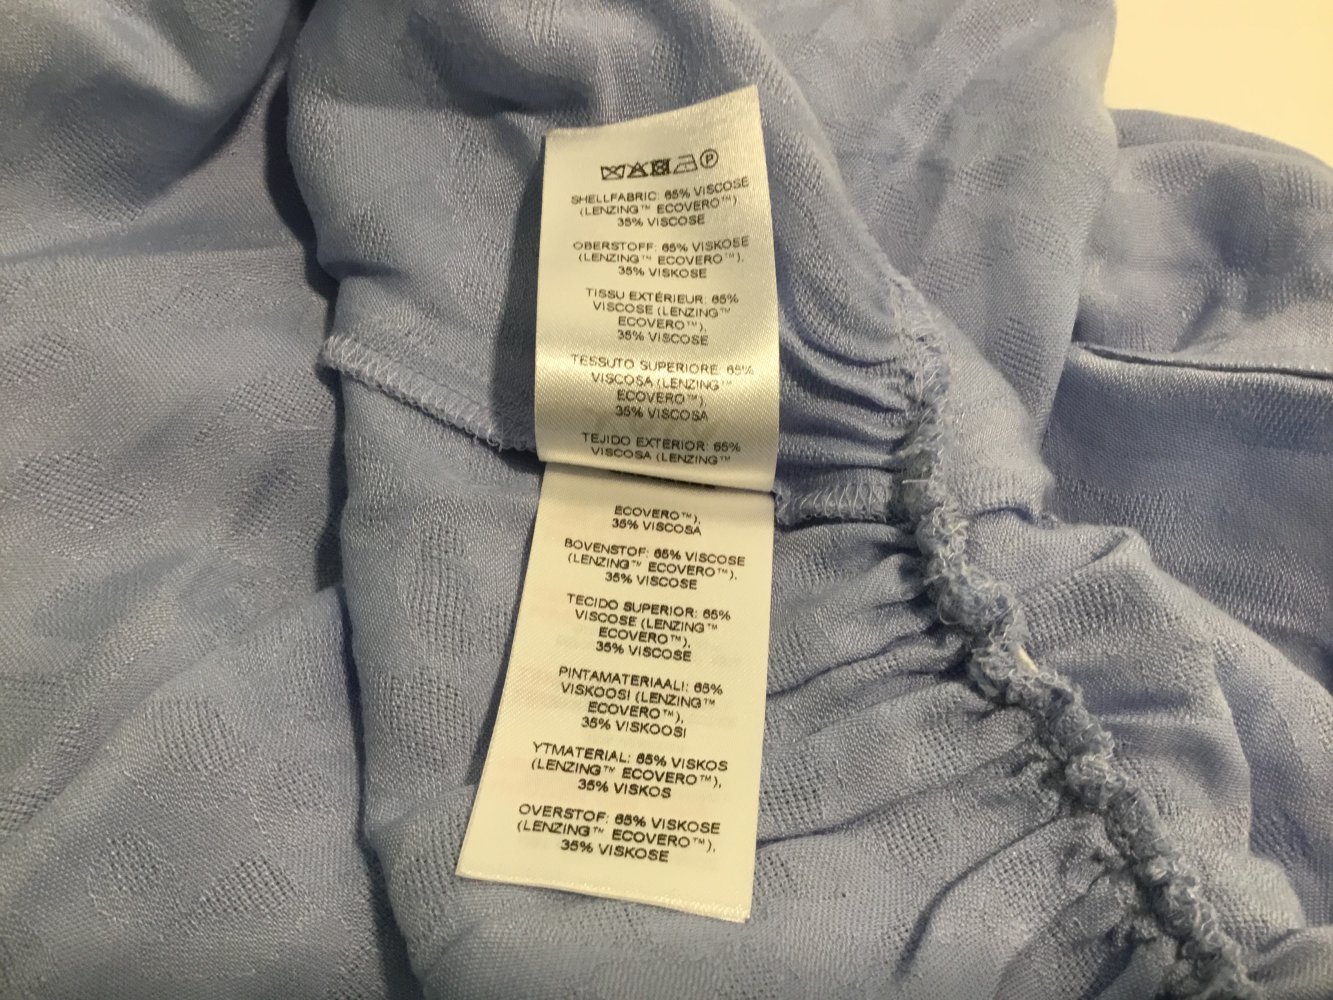 P
SHELLFABRIC: 65% VISCOSE
(LENZING™ ECOVERO™),
35% VISCOSE
OBERSTOFF: 65% VISKOSE
(LENZING™ ECOVERO™),
35% VISKOSE
TISSU EXTÉRIEUR: 65%
VISCOSE (LENZING™
ECOVERO™),
35% VISCOSE
TESSUTO SUPERIORE: 65%
VISCOSA (LENZING™
ECOVERO™),
35% VISCOSA
TEJIDO EXTERIOR: 65%
VISCOSA (LENZING™
ECOVERO™),
35% VISCOSA
BOVENSTOF: 65% VISCOSE
(LENZING™ ECOVERO™),
35% VISCOSE
TECIDO SUPERIOR: 65%
VISCOSE (LENZING™
ECOVERO™),
35% VISCOSE
PINTAMATERIAALI: 65%
VISKOOSI (LENZING™
ECOVERO™),
35% VISKOOSI
YTMATERIAL: 65% VISKOS
(LENZING™ ECOVERO™),
35% VISKOS
OVERSTOF: 65% VISKOSE
(LENZING™ ECOVERO™),
35% VISKOSE